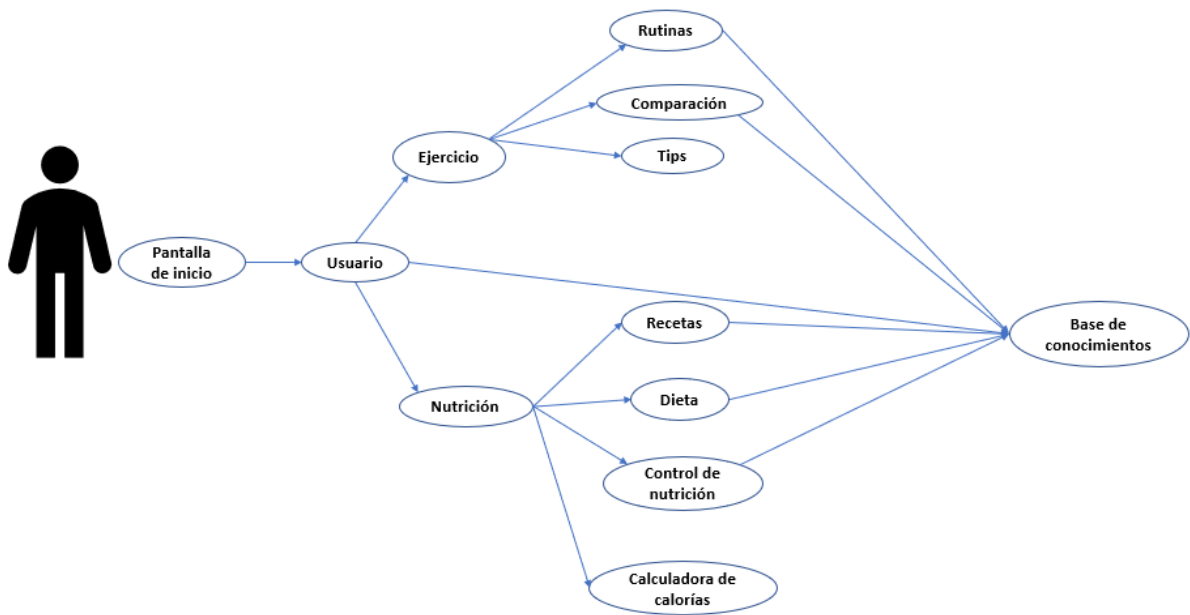 Rutinas
Comparación
Ejercicio
Tips
Pantalla
de inicio
Usuario
Recetas
Base de
conocimientos
Nutrición
Dieta
Control de
nutrición
Calculadora de
calorías